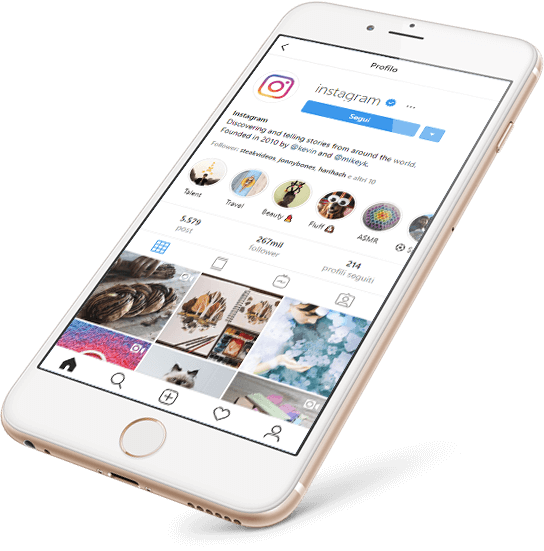 Profilo
instagram
Segui
Instagram
Discovering and telling stories from around the world.
Founded in 2010 by @kevin and @mikeyk.
Follower: steakvideos, jonnybones, harihach e altri 10
Talent
Travel
Beauty 💄
Fluff
ASMR
5,579
post
267mil
follower
214
profili seguiti